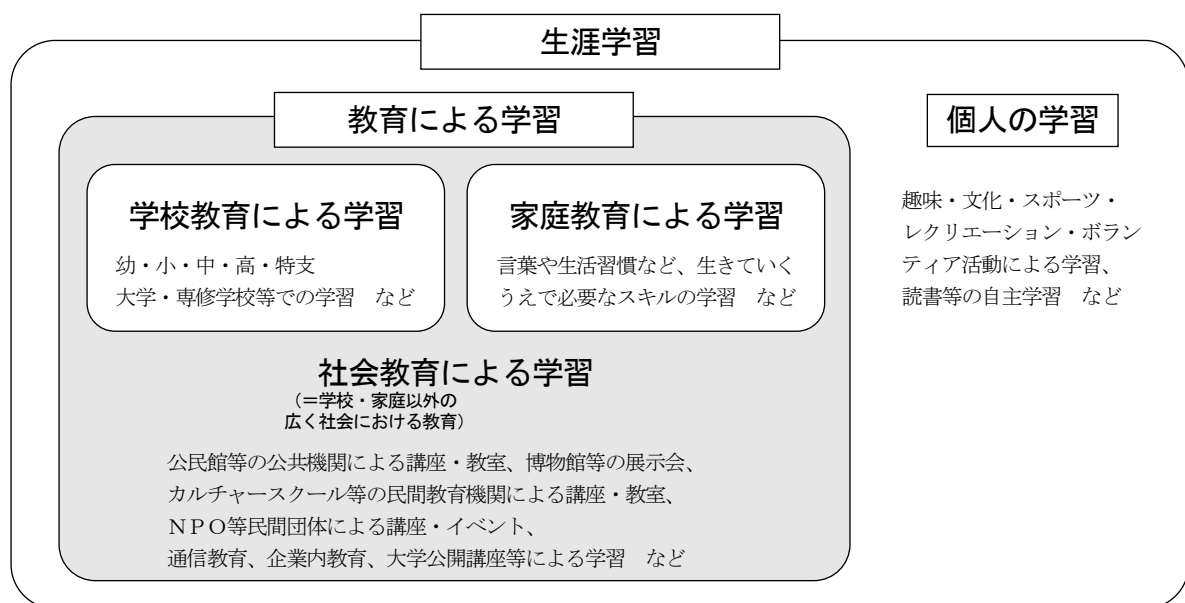 生涯学習
教育による学習
個人の学習
学校教育による学習
幼・小・中・高・特支
大学・専修学校等での学習　など
家庭教育による学習
言葉や生活習慣など、生きていく
うえで必要なスキルの学習　など
趣味・文化・スポーツ・
レクリエーション・ボラン
ティア活動による学習、
読書等の自主学習　など
社会教育による学習
（＝学校・家庭以外の
広く社会における教育）
公民館等の公共機関による講座・教室、博物館等の展示会、
カルチャースクール等の民間教育機関による講座・教室、
ＮＰＯ等民間団体による講座・イベント、
通信教育、企業内教育、大学公開講座等による学習　など